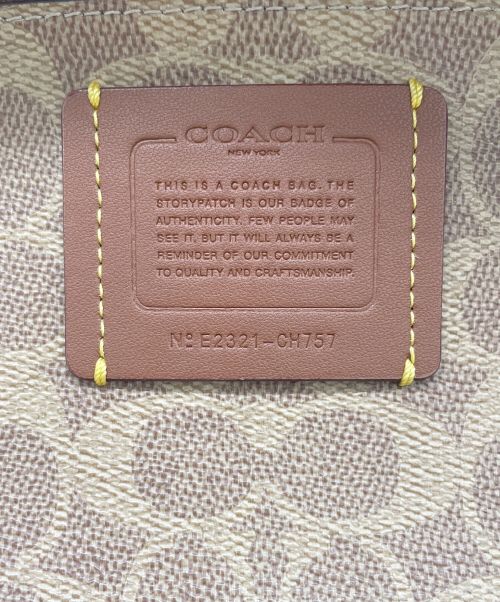 COACH
NEW YORK
THIS IS A COACH BAG. THE
STORYPATCH IS OUR BADGE OF
AUTHENTICITY. FEW PEOPLE MAY
SEE IT, BUT IT WILL ALWAYS BE A
REMINDER OF OUR COMMITMENT
TO QUALITY AND CRAFTSMANSHIP.
Nº E2321-CH757